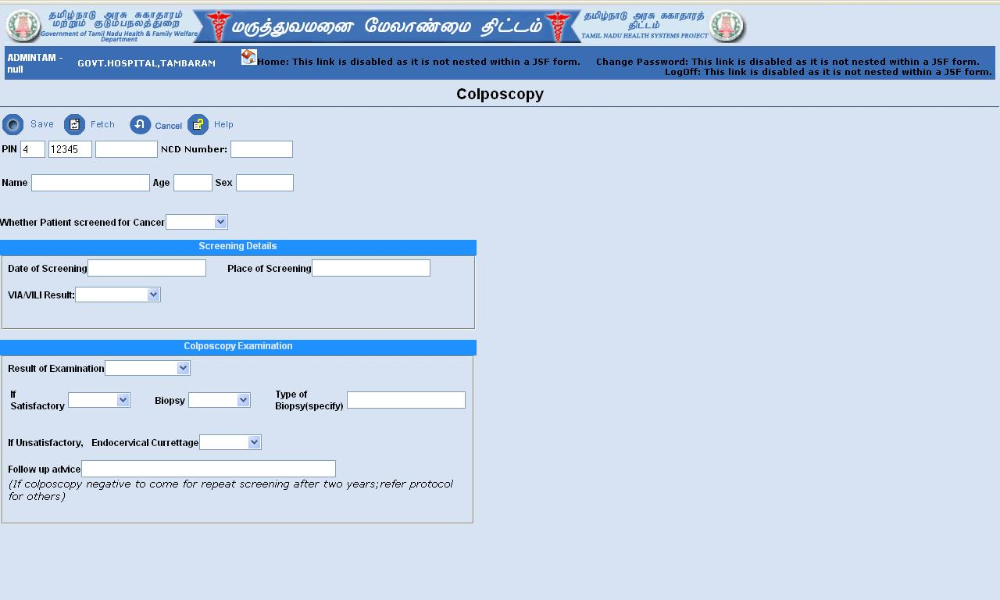 தமிழ்நாடு அரசு சுகாதாரம்
மற்றும் குடும்பநலத்துறை
Government of Tamil Nadu Health & Family Welfare
Department
மருத்துவமனை மேலாண்மை திட்டம்
தமிழ்நாடு அரசு சுகாதாரத்
திட்டம்
TAMIL NADU HEALTH SYSTEMS PROJECT
ADMINTAM -
null
GOVT.HOSPITAL,TAMBARAM
Home: This link is disabled as it is not nested within a JSF form.
Change Password: This link is disabled as it is not nested within a JSF form.
LogOff: This link is disabled as it is not nested within a JSF form.
Colposcopy
Save Fetch Cancel Help
PIN 4 12345 NCD Number:
Name Age Sex
Whether Patient screened for Cancer
Screening Details
Date of Screening Place of Screening
VIA/VILI Result:
Colposcopy Examination
Result of Examination
If
Satisfactory
Biopsy
Type of
Biopsy(specify)
If Unsatisfactory, Endocervical Currettage
Follow up advice
(If colposcopy negative to come for repeat screening after two years;refer protocol
for others)